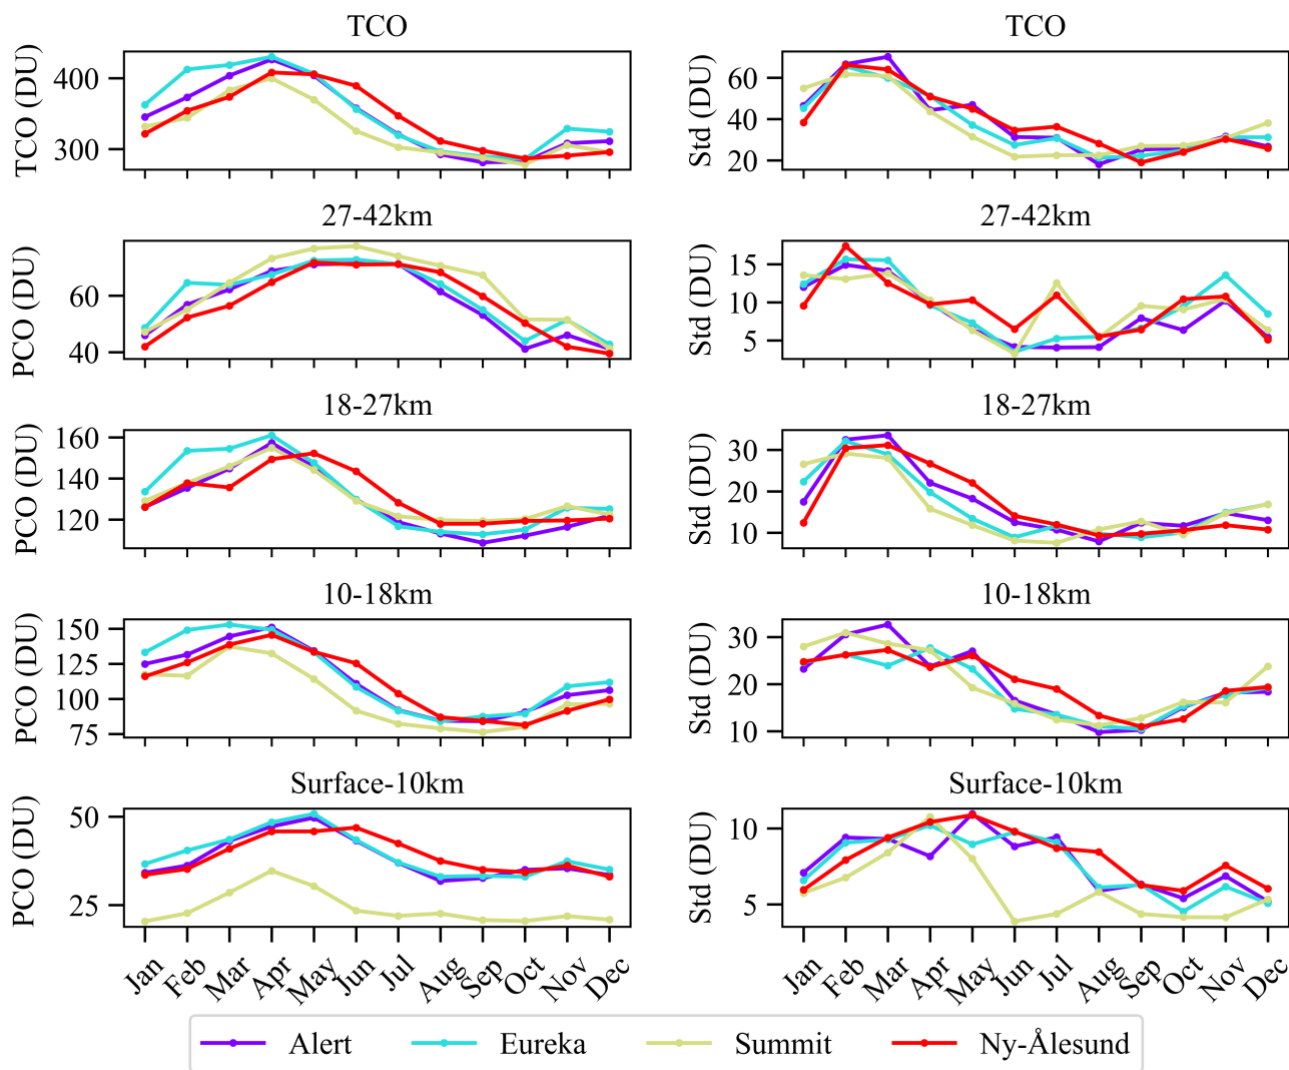 TCO
TCO (DU)
400
300
TCO
Std (DU)
60
40
20
27-42km
PCO (DU)
60
40
27-42km
Std (DU)
15
10
5
18-27km
PCO (DU)
160
140
120
18-27km
Std (DU)
30
20
10
10-18km
PCO (DU)
150
125
100
75
10-18km
Std (DU)
30
20
10
Surface-10km
PCO (DU)
50
25
Jan Feb Mar Apr May Jun Jul Aug Sep Oct Nov Dec
Surface-10km
Std (DU)
10
5
Jan Feb Mar Apr May Jun Jul Aug Sep Oct Nov Dec
Alert Eureka Summit Ny-Ålesund